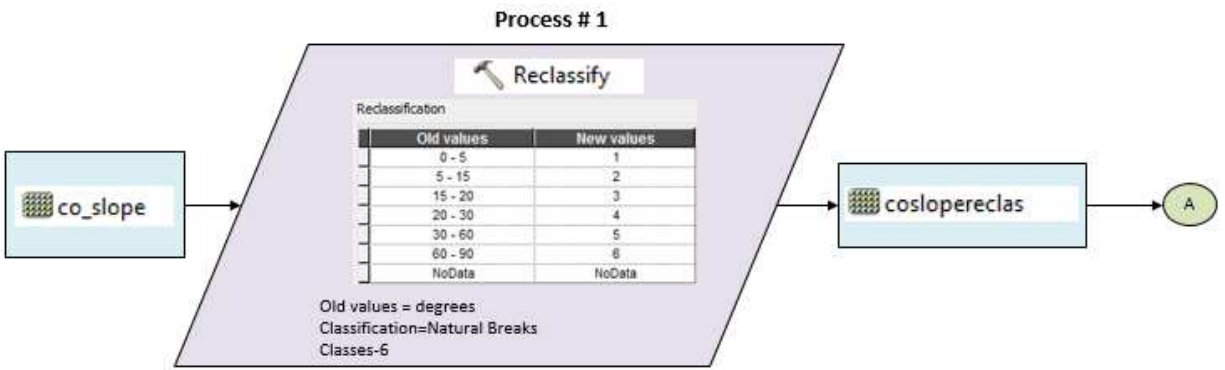 Process # 1
Reclassify
Reclassification
Old values New values
0 - 5 1
5 - 15 2
15 - 20 3
20 - 30 4
30 - 60 5
60 - 90 6
NoData NoData
co_slope
coslopereclas
A
Old values = degrees
Classification=Natural Breaks
Classes-6